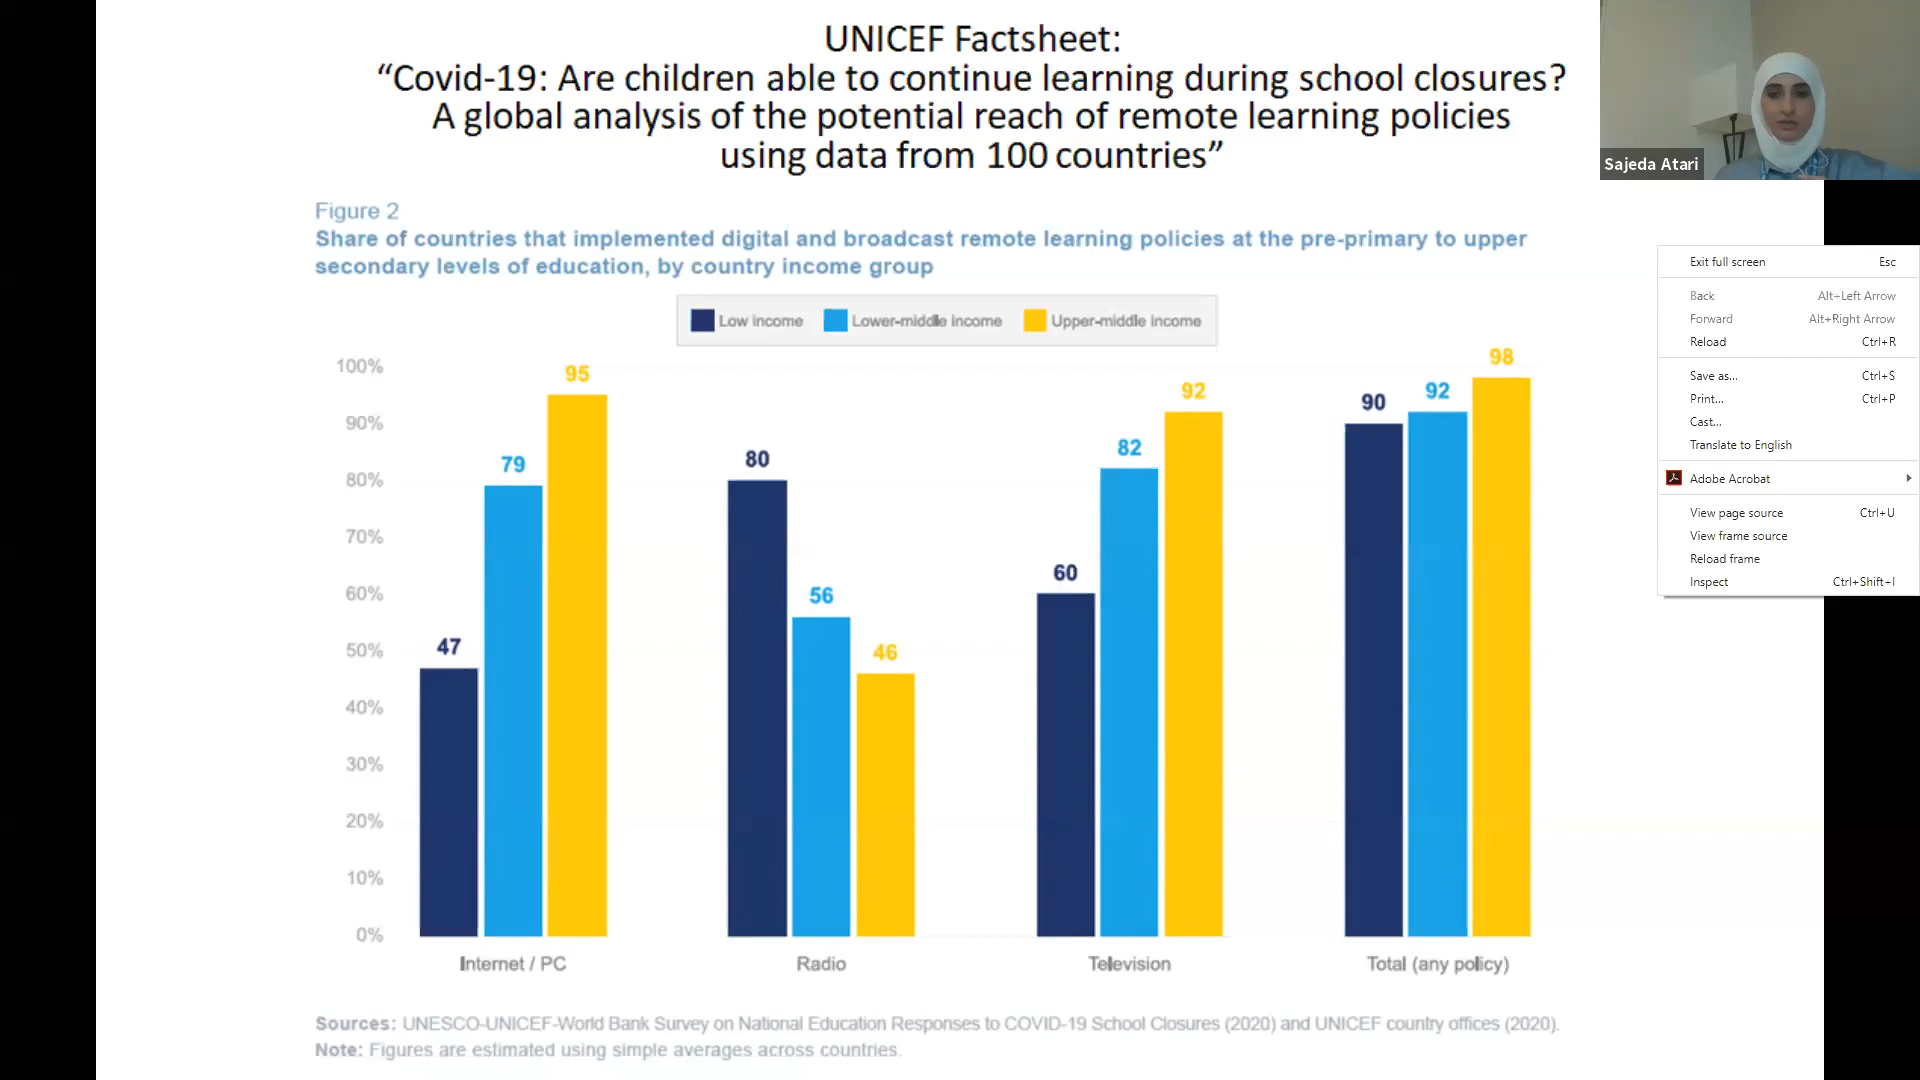 UNICEF Factsheet:
“Covid-19: Are children able to continue learning during school closures?
A global analysis of the potential reach of remote learning policies
using data from 100 countries”
Sajeda Atari
Figure 2
Share of countries that implemented digital and broadcast remote learning policies at the pre-primary to upper
secondary levels of education, by country income group
Low income Lower-middle income Upper-middle income
100%
90%
80%
70%
60%
50%
40%
30%
20%
10%
0%
47 79 95
80 56 46
60 82 92
90 92 98
Internet / PC Radio Television Total (any policy)
Sources: UNESCO-UNICEF-World Bank Survey on National Education Responses to COVID-19 School Closures (2020) and UNICEF country offices (2020).
Note: Figures are estimated using simple averages across countries.
Exit full screen Esc
Back Alt+Left Arrow
Forward Alt+Right Arrow
Reload Ctrl+R
Save as... Ctrl+S
Print... Ctrl+P
Cast...
Translate to English
Adobe Acrobat
View page source Ctrl+U
View frame source
Reload frame
Inspect Ctrl+Shift+I